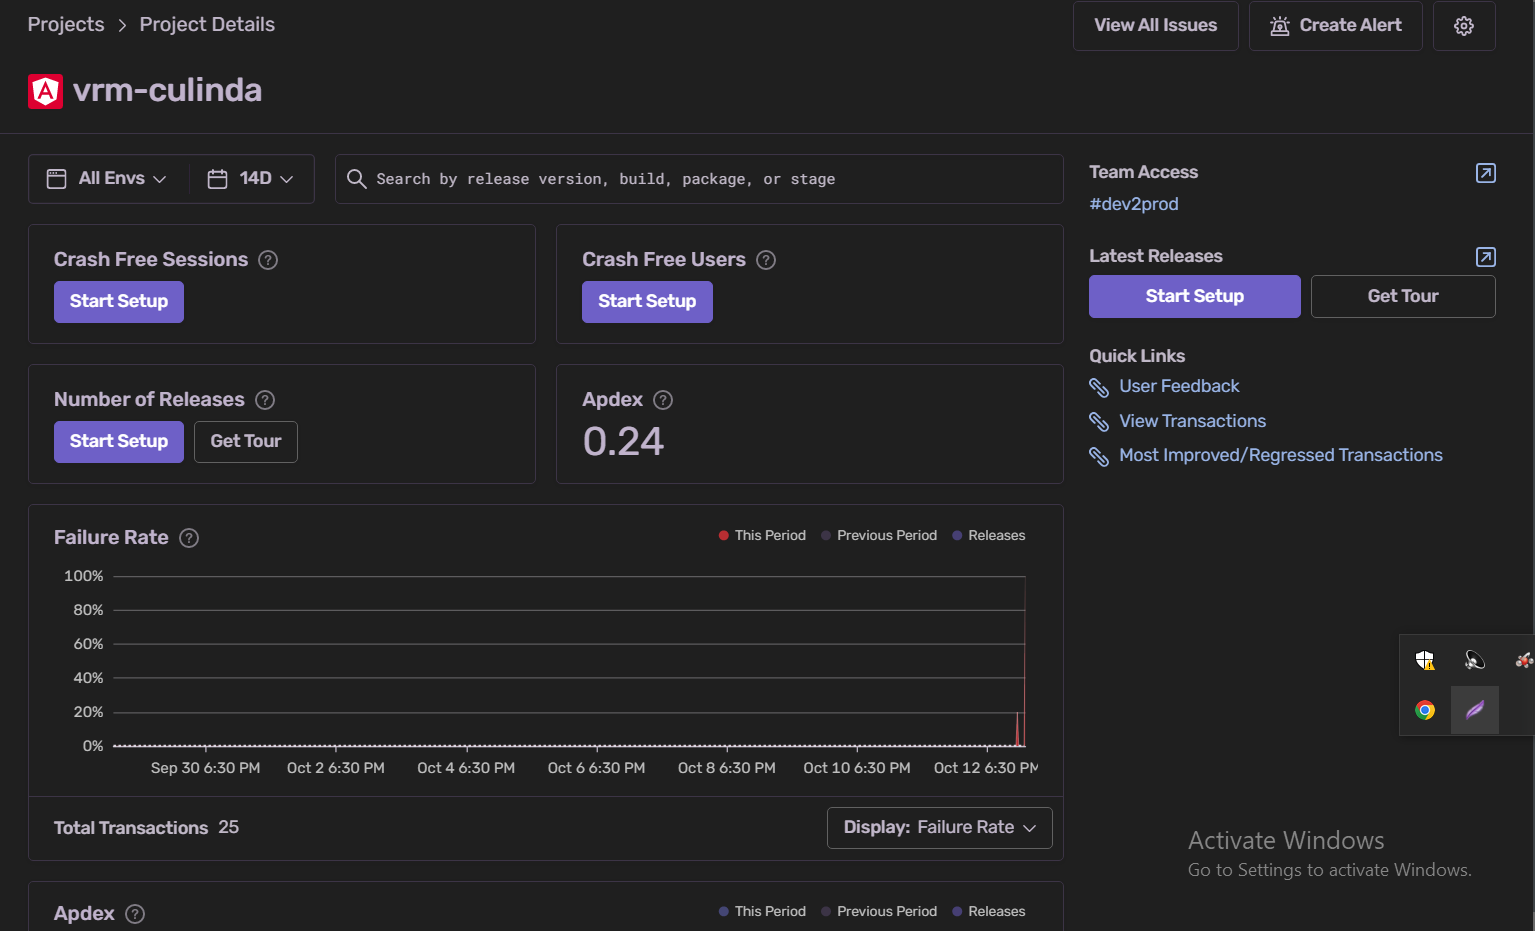 Projects > Project Details
View All Issues
Create Alert
vrm-culinda
All Envs
14D
Search by release version, build, package, or stage
Crash Free Sessions ?
Start Setup
Crash Free Users ?
Start Setup
Number of Releases ?
Start Setup
Get Tour
Apdex ?
0.24
Failure Rate ?
This Period
Previous Period
Releases
100%
80%
60%
40%
20%
0%
Sep 30 6:30 PM
Oct 2 6:30 PM
Oct 4 6:30 PM
Oct 6 6:30 PM
Oct 8 6:30 PM
Oct 10 6:30 PM
Oct 12 6:30 PM
Total Transactions 25
Display: Failure Rate
Apdex ?
This Period
Previous Period
Releases
Team Access
#dev2prod
Latest Releases
Start Setup
Get Tour
Quick Links
User Feedback
View Transactions
Most Improved/Regressed Transactions
Activate Windows
Go to Settings to activate Windows.